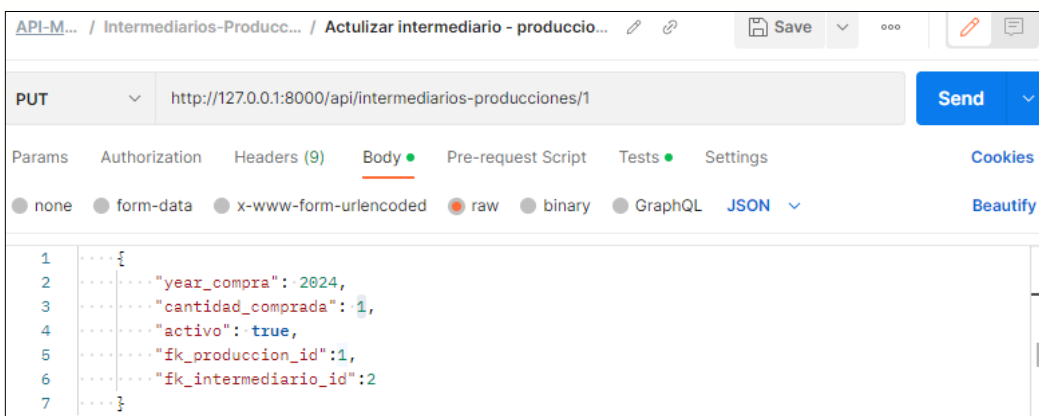 API-M... / Intermediarios-Producc... / Actulizar intermediario - produccio... Save
PUT http://127.0.0.1:8000/api/intermediarios-producciones/1 Send
Params Authorization Headers (9) Body Pre-request Script Tests Settings Cookies
none form-data x-www-form-urlencoded raw binary GraphQL JSON Beautify
1 {
2 "year_compra": 2024,
3 "cantidad_comprada": 1,
4 "activo": true,
5 "fk_produccion_id":1,
6 "fk_intermediario_id":2
7 }